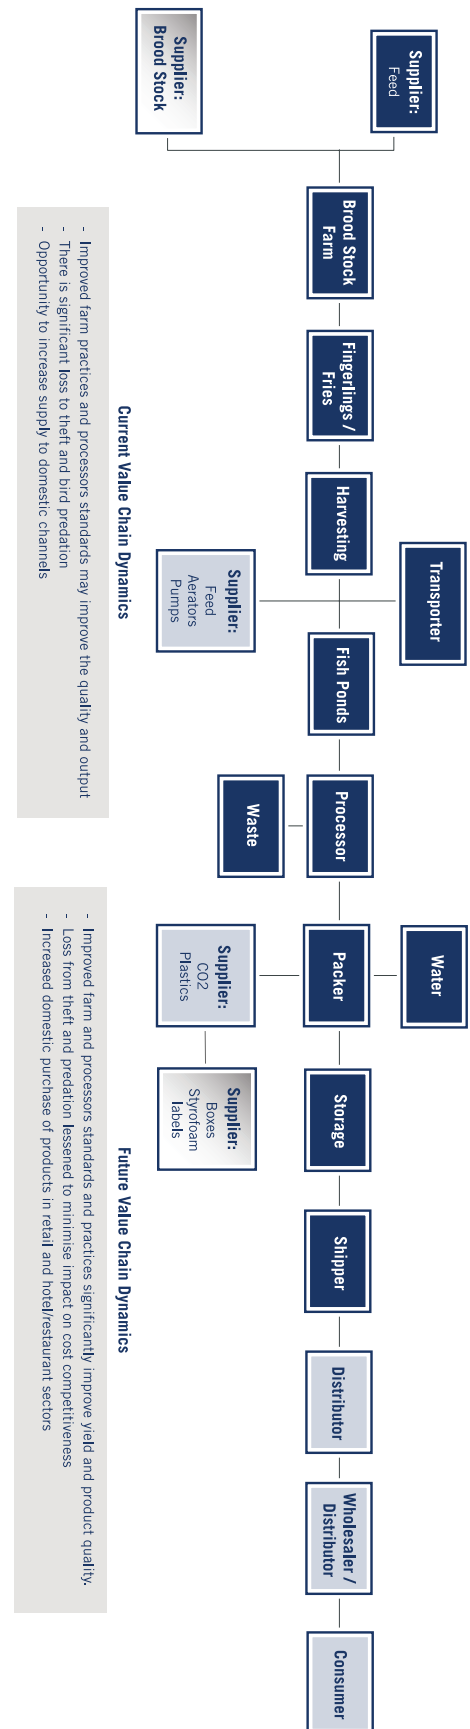 Supplier:
Feed
Supplier:
Brood Stock
Brood Stock
Farm
Fingerlings /
Fries
Harvesting
Transporter
Supplier:
Feed
Aerators
Pumps
Fish Ponds
Processor
Waste
Water
Packer
Supplier:
CO2
Plastics
Supplier:
Boxes
Styrofoam
labels
Storage
Shipper
Distributor
Wholesaler /
Distributor
Consumer
Current Value Chain Dynamics
- Improved farm practices and processors standards may improve the quality and output
- There is significant loss to theft and bird predation
- Opportunity to increase supply to domestic channels
Future Value Chain Dynamics
- Improved farm and processors standards and practices significantly improve yield and product quality.
- Loss from theft and predation lessened to minimise impact on cost competitiveness
- Increased domestic purchase of products in retail and hotel/restaurant sectors